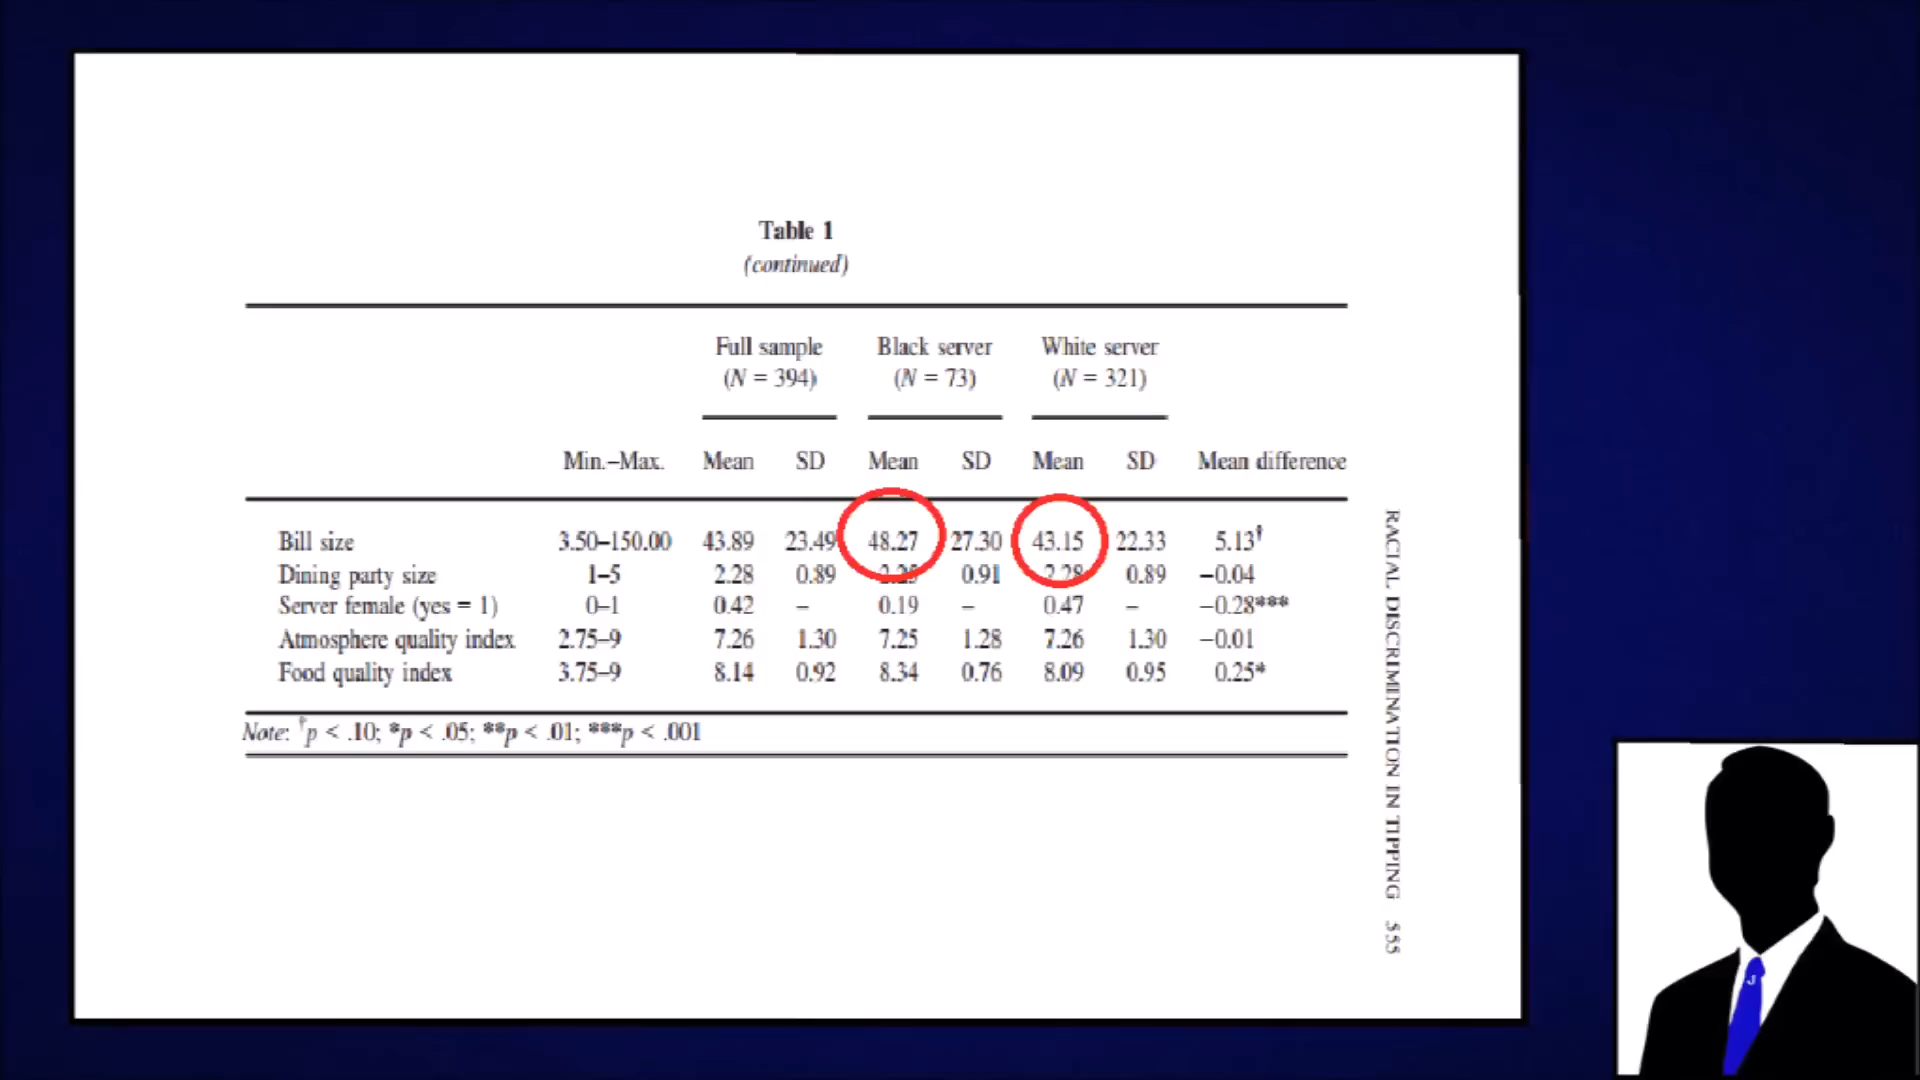 Table 1
(continued)
Full sample Black server White server
(N = 394) (N = 73) (N = 321)
Min.–Max. Mean SD Mean SD Mean SD Mean difference
Bill size 3.50–150.00 43.89 23.49 48.27 27.30 43.15 22.33 5.13†
Dining party size 1–5 2.28 0.89 2.25 0.91 2.28 0.89 −0.04
Server female (yes = 1) 0–1 0.42 – 0.19 – 0.47 – −0.28***
Atmosphere quality index 2.75–9 7.26 1.30 7.25 1.28 7.26 1.30 −0.01
Food quality index 3.75–9 8.14 0.92 8.34 0.76 8.09 0.95 0.25*
Note: †p < .10; *p < .05; **p < .01; ***p < .001
RACIAL DISCRIMINATION IN TIPPING 555
J